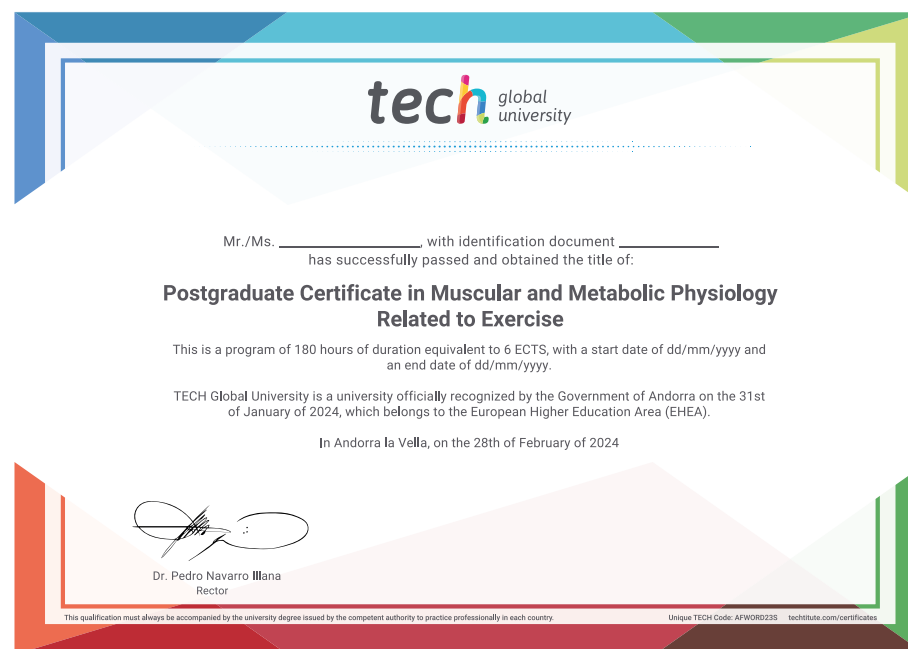 tech global university
Mr./Ms. ____________________, with identification document ______________
has successfully passed and obtained the title of:
Postgraduate Certificate in Muscular and Metabolic Physiology
Related to Exercise
This is a program of 180 hours of duration equivalent to 6 ECTS, with a start date of dd/mm/yyyy and
an end date of dd/mm/yyyy.
TECH Global University is a university officially recognized by the Government of Andorra on the 31st
of January of 2024, which belongs to the European Higher Education Area (EHEA).
In Andorra la Vella, on the 28th of February of 2024
Dr. Pedro Navarro Illana
Rector
This qualification must always be accompanied by the university degree issued by the competent authority to practice professionally in each country.
Unique TECH Code: AFWORD23S techtitute.com/certificates